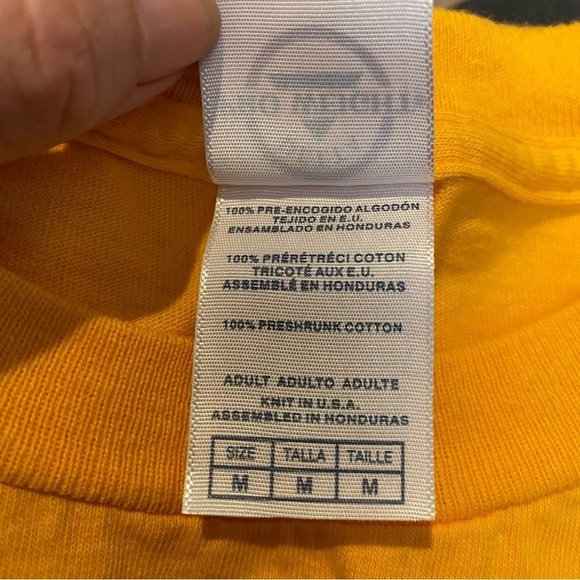 100% PRE-ENCOGIDO ALGODÓN
TEJIDO EN E.U.
ENSAMBLADO EN HONDURAS
100% PRÉRÉTRÉCI COTON
TRICOTÉ AUX E.U.
ASSEMBLÉ EN HONDURAS
100% PRESHRUNK COTTON
ADULT ADULTO ADULTE
KNIT IN U.S.A.
ASSEMBLED IN HONDURAS
SIZE TALLA TAILLE
M M M